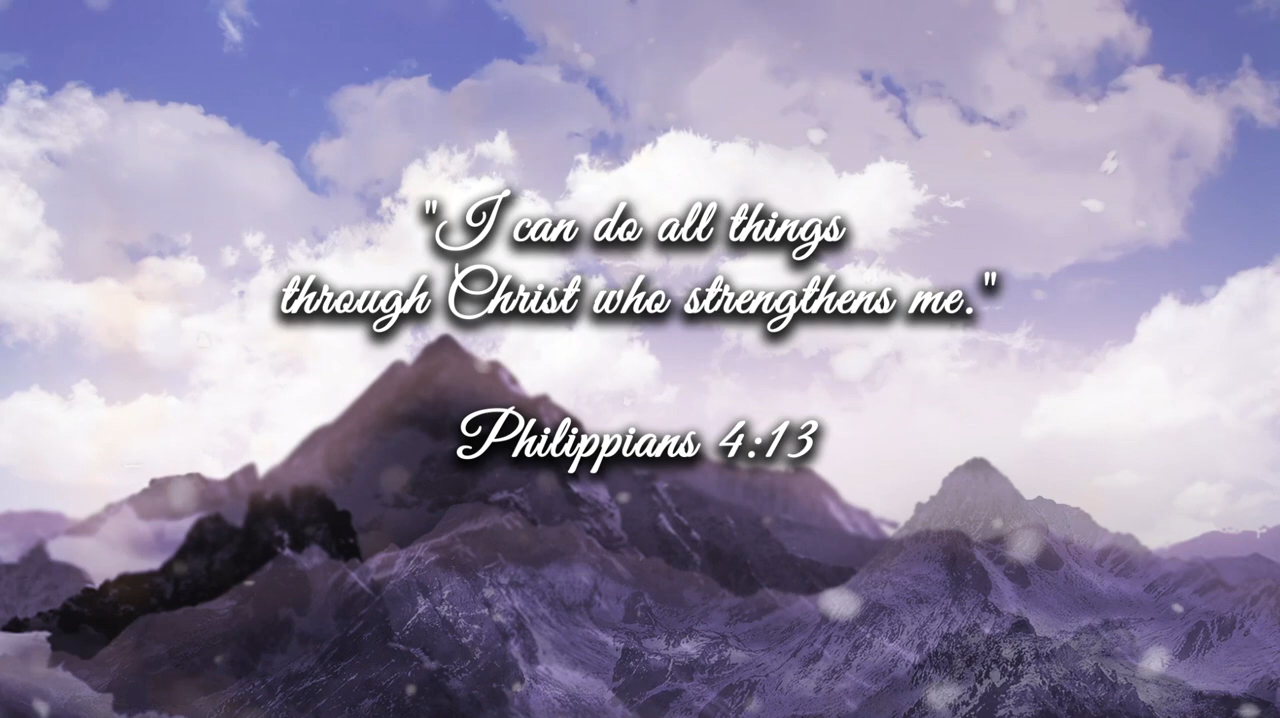 "I can do all things
through Christ who strengthens me."
Philippians 4:13